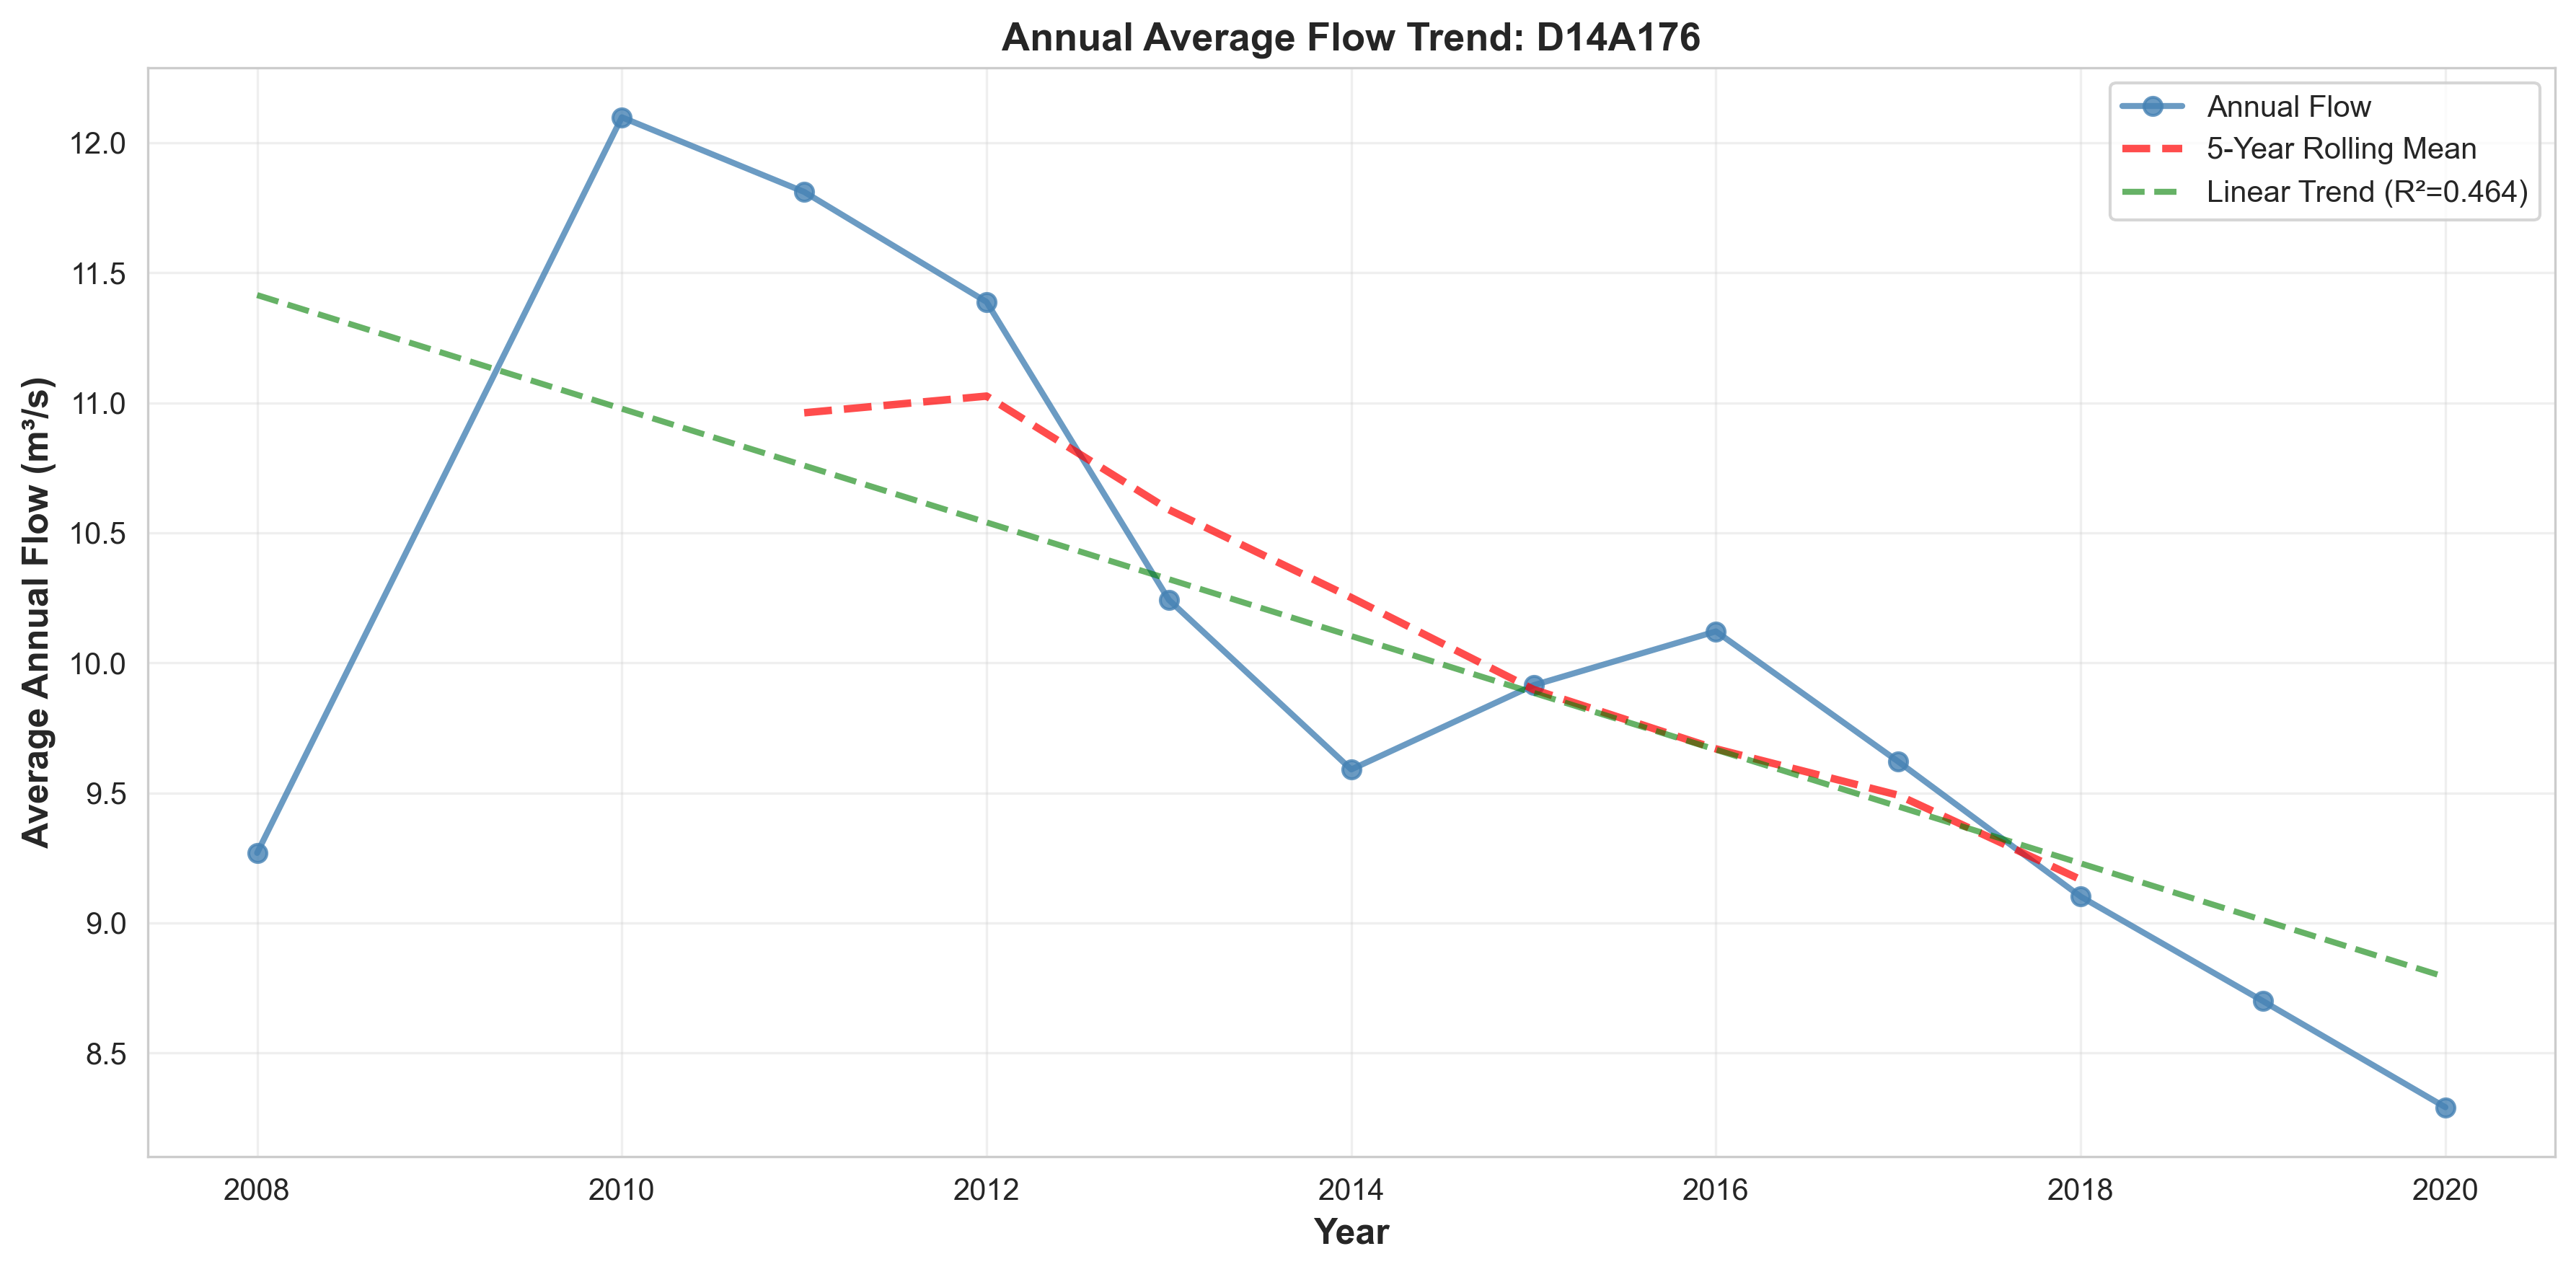 Annual Average Flow Trend: D14A176
Annual Flow
5-Year Rolling Mean
Linear Trend (R²=0.464)
Average Annual Flow (m³/s)
12.0
11.5
11.0
10.5
10.0
9.5
9.0
8.5
2008 2010 2012 2014 2016 2018 2020
Year